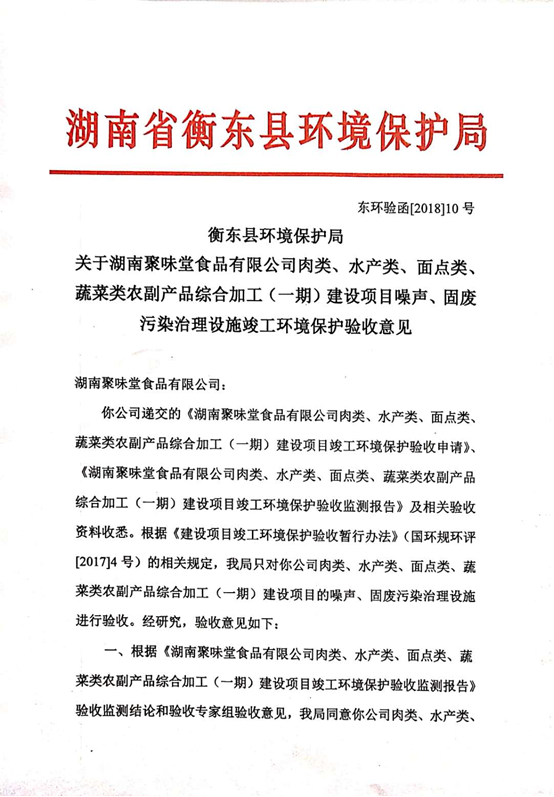 湖南省衡东县环境保护局
东环验函[2018]10号
衡东县环境保护局
关于湖南聚味堂食品有限公司肉类、水产类、面点类、
蔬菜类农副产品综合加工（一期）建设项目噪声、固废
污染治理设施竣工环境保护验收意见
湖南聚味堂食品有限公司：
你公司递交的《湖南聚味堂食品有限公司肉类、水产类、面点类、
蔬菜类农副产品综合加工（一期）建设项目竣工环境保护验收申请》、
《湖南聚味堂食品有限公司肉类、水产类、面点类、蔬菜类农副产品
综合加工（一期）建设项目竣工环境保护验收监测报告》及相关验收
资料收悉。根据《建设项目竣工环境保护验收暂行办法》（国环规环评
[2017]4号）的相关规定，我局只对你公司肉类、水产类、面点类、蔬
菜类农副产品综合加工（一期）建设项目的噪声、固废污染治理设施
进行验收。经研究，验收意见如下：
一、根据《湖南聚味堂食品有限公司肉类、水产类、面点类、蔬
菜类农副产品综合加工（一期）建设项目竣工环境保护验收监测报告》
验收监测结论和验收专家组验收意见，我局同意你公司肉类、水产类、